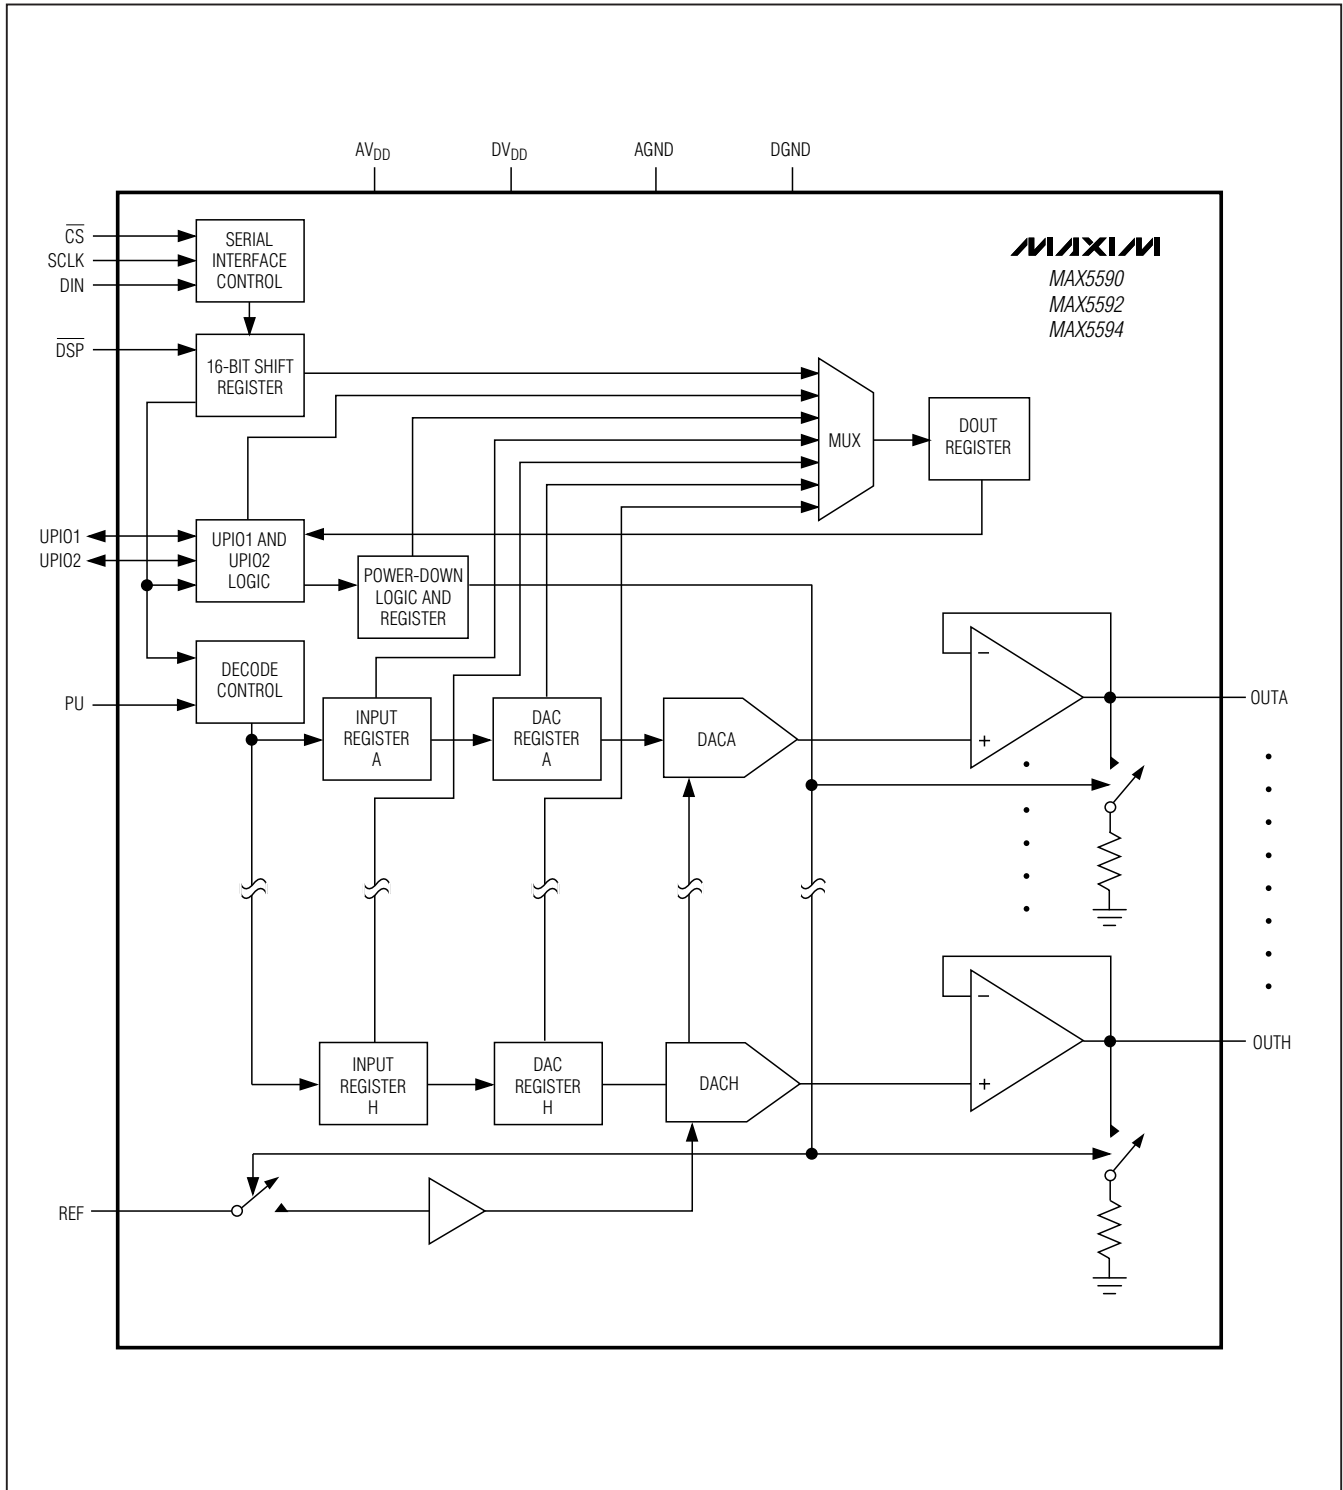 AVDD
DVDD
AGND
DGND
CS
SCLK
DIN
DSP
SERIAL
INTERFACE
CONTROL
MAXIM
MAX5590
MAX5592
MAX5594
16-BIT SHIFT
REGISTER
MUX
DOUT
REGISTER
UPIO1
UPIO2
UPIO1 AND
UPIO2
LOGIC
POWER-DOWN
LOGIC AND
REGISTER
DECODE
CONTROL
PU
INPUT
REGISTER
A
DAC
REGISTER
A
DACA
−
+
OUTA
INPUT
REGISTER
H
DAC
REGISTER
H
DACH
−
+
OUTH
REF